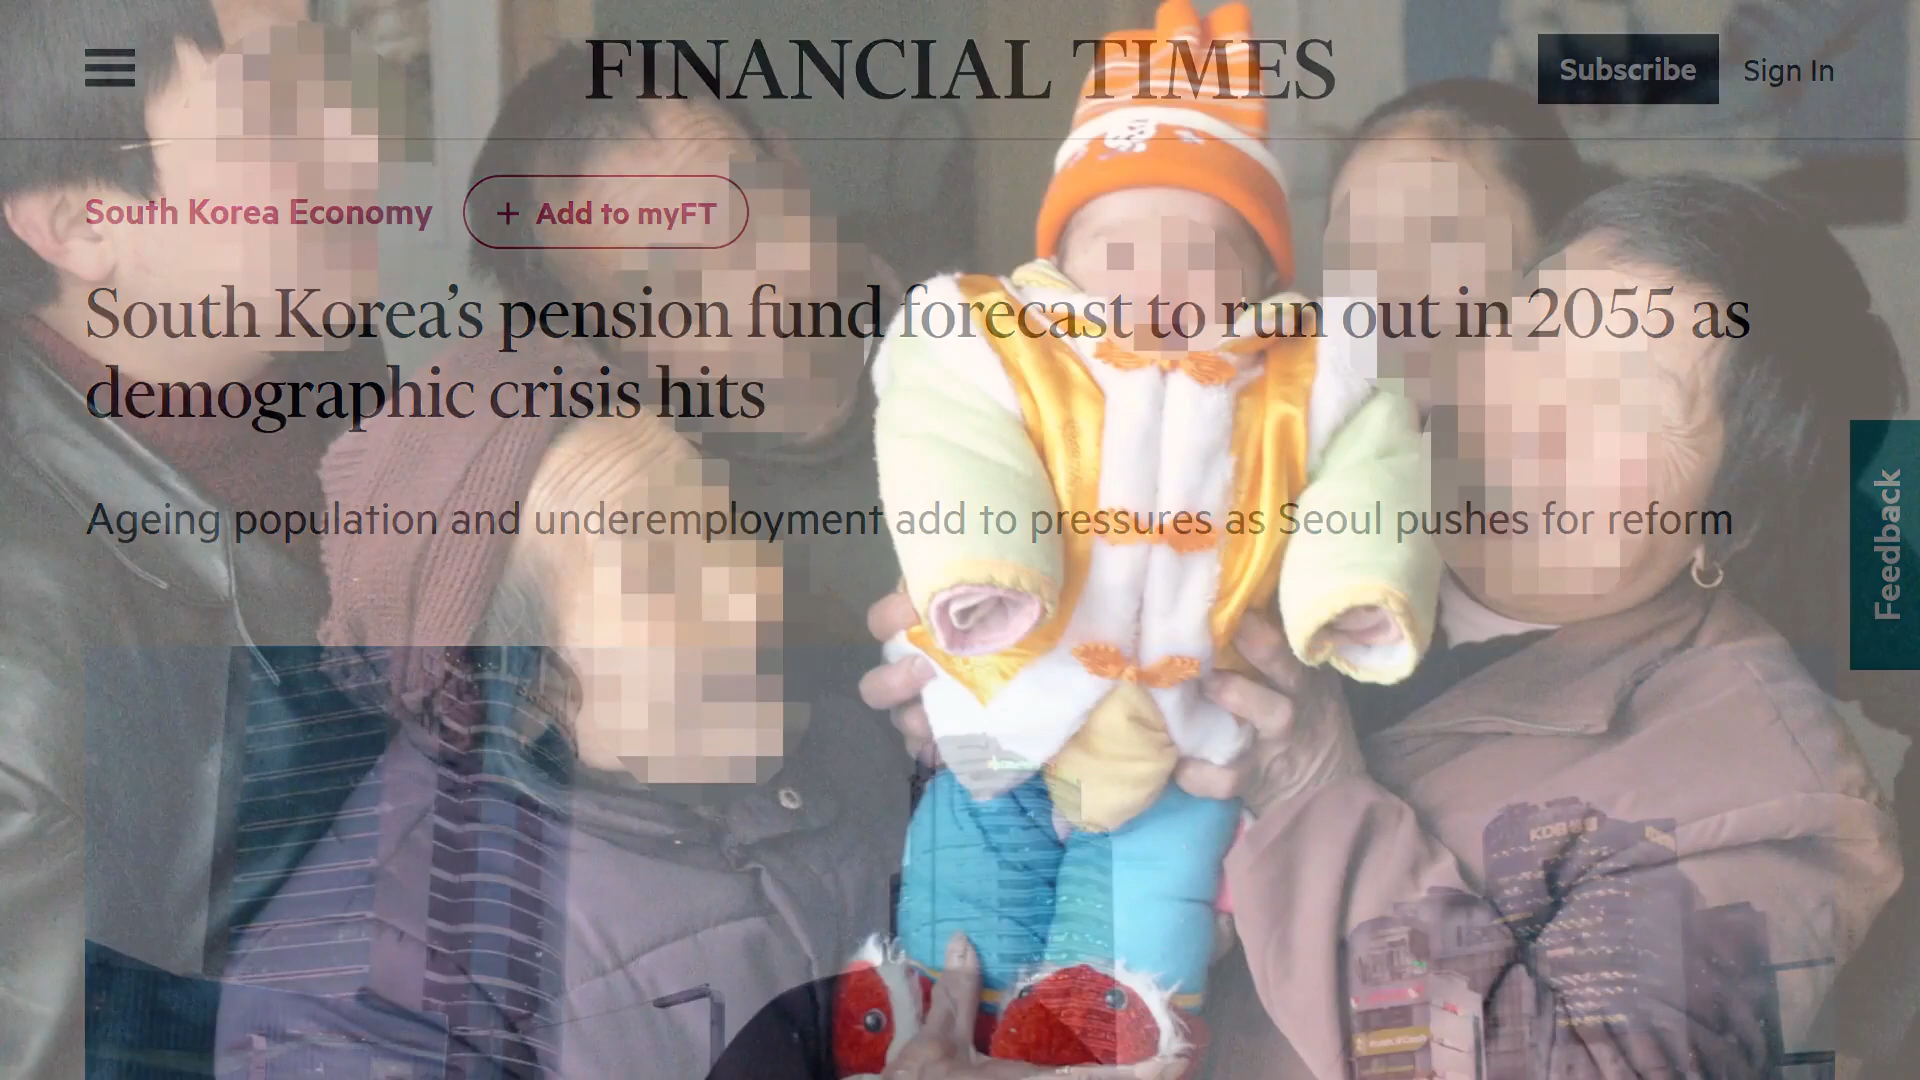 FINANCIAL TIMES
Subscribe
Sign In
South Korea Economy
+ Add to myFT
South Korea's pension fund forecast to run out in 2055 as
demographic crisis hits
Ageing population and underemployment add to pressures as Seoul pushes for reform
Feedback